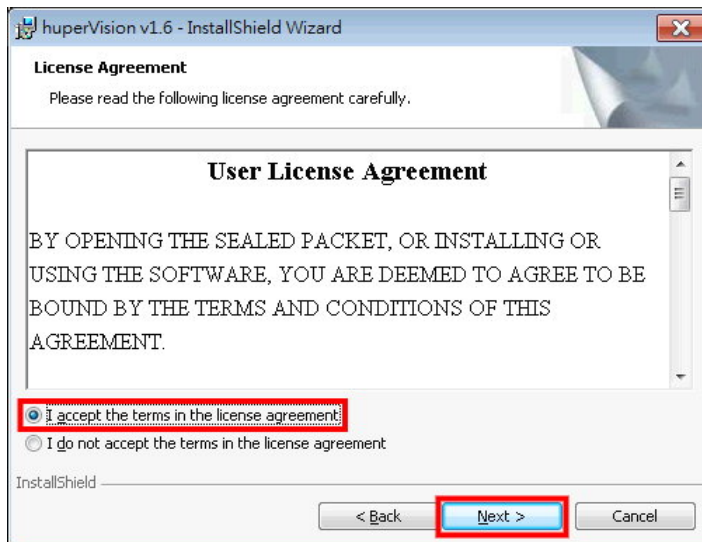 huperVision v1.6 - InstallShield Wizard
License Agreement
Please read the following license agreement carefully.
User License Agreement
BY OPENING THE SEALED PACKET, OR INSTALLING OR
USING THE SOFTWARE, YOU ARE DEEMED TO AGREE TO BE
BOUND BY THE TERMS AND CONDITIONS OF THIS
AGREEMENT.
I accept the terms in the license agreement
I do not accept the terms in the license agreement
InstallShield
< Back Next > Cancel